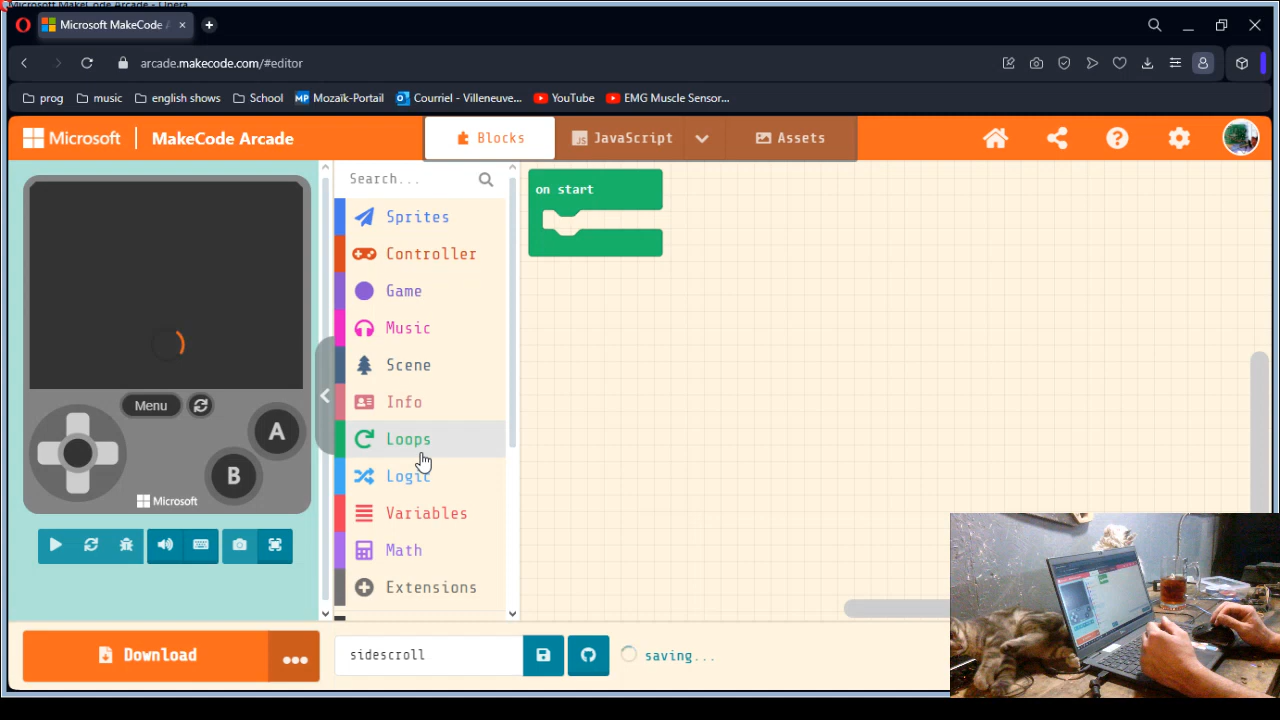 Microsoft MakeCode Arcade - Opera
Microsoft MakeCode A
arcade.makecode.com/#editor
prog
music
english shows
School
MP Mozaïk-Portail
Courriel - Villeneuve...
YouTube
EMG Muscle Sensor...
Microsoft
MakeCode Arcade
Blocks
JS JavaScript
Assets
Search...
on start
Sprites
Controller
Game
Music
Scene
Info
Loops
Logic
Variables
Math
Extensions
Menu
A
B
Microsoft
Download
sidescroll
saving...